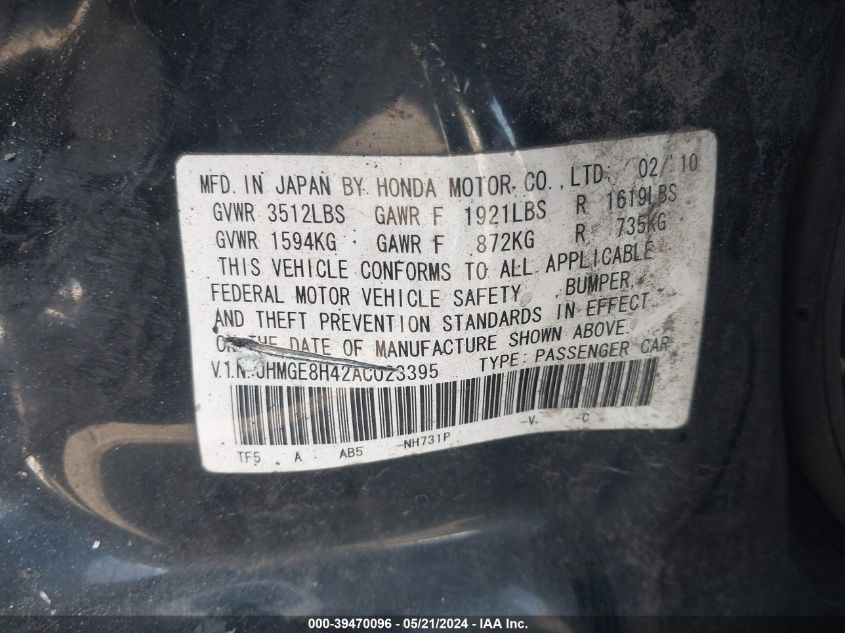 MFD. IN JAPAN BY HONDA MOTOR CO., LTD. 02/10
GVWR 3512LBS GAWR F 1921LBS R 1619LBS
GVWR 1594KG GAWR F 872KG R 735KG
THIS VEHICLE CONFORMS TO ALL APPLICABLE
FEDERAL MOTOR VEHICLE SAFETY, BUMPER,
AND THEFT PREVENTION STANDARDS IN EFFECT
ON THE DATE OF MANUFACTURE SHOWN ABOVE.
V.I.N.: JHMGE8H42AC023395 TYPE: PASSENGER CAR
TF5 A AB5 -NH731P -V. -C
000-39470096 - 05/21/2024 - IAA Inc.